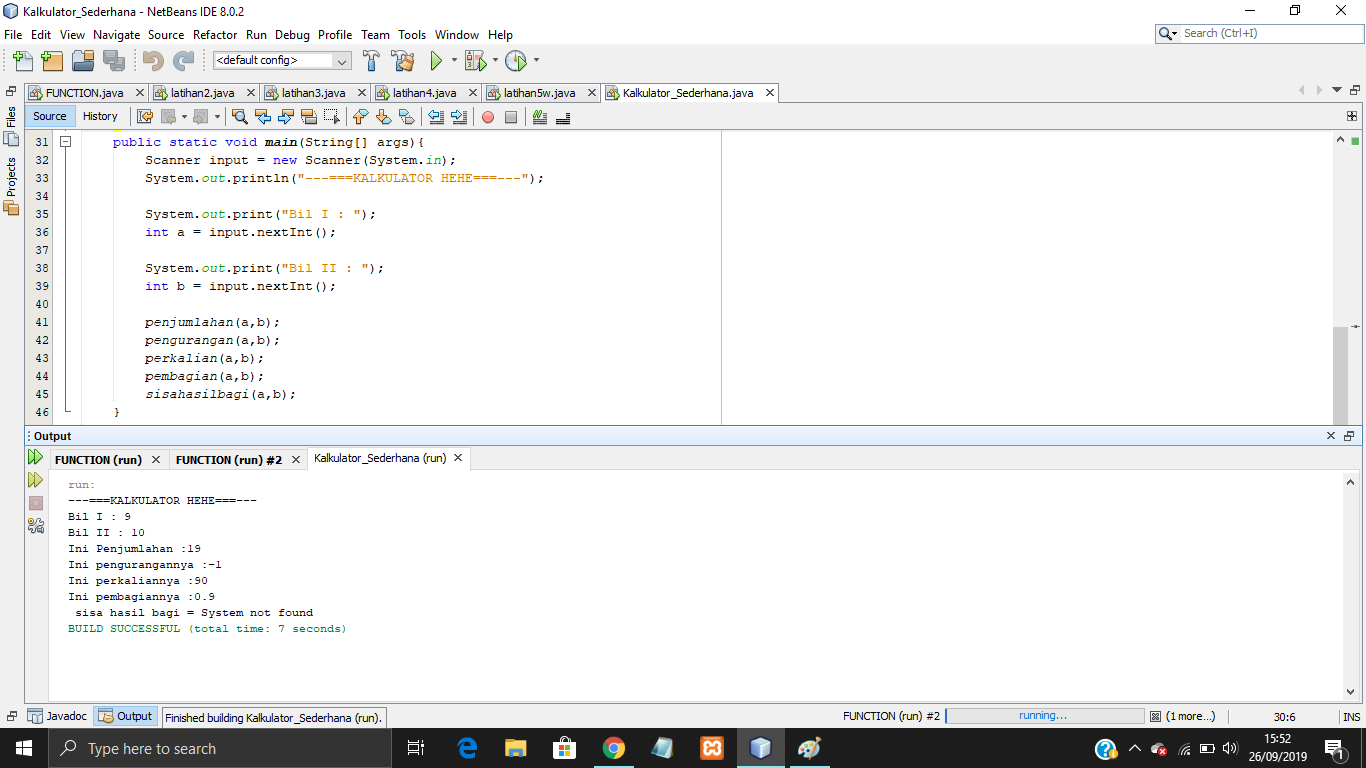 Kalkulator_Sederhana - NetBeans IDE 8.0.2
File Edit View Navigate Source Refactor Run Debug Profile Team Tools Window Help
Search (Ctrl+I)
<default config>
FUNCTION.java latihan2.java latihan3.java latihan4.java latihan5w.java Kalkulator_Sederhana.java
Files
Projects
Source History
31 public static void main(String[] args){
32 Scanner input = new Scanner(System.in);
33 System.out.println("---===KALKULATOR HEHE===---");
34
35 System.out.print("Bil I : ");
36 int a = input.nextInt();
37
38 System.out.print("Bil II : ");
39 int b = input.nextInt();
40
41 penjumlahan(a,b);
42 pengurangan(a,b);
43 perkalian(a,b);
44 pembagian(a,b);
45 sisahasilbagi(a,b);
46 }
Output
FUNCTION (run) FUNCTION (run) #2 Kalkulator_Sederhana (run)
run:
---===KALKULATOR HEHE===---
Bil I : 9
Bil II : 10
Ini Penjumlahan :19
Ini pengurangannya :-1
Ini perkaliannya :90
Ini pembagiannya :0.9
sisa hasil bagi = System not found
BUILD SUCCESSFUL (total time: 7 seconds)
Javadoc Output Finished building Kalkulator_Sederhana (run). FUNCTION (run) #2 running... (1 more...) 30:6 INS
Type here to search
15:52
26/09/2019
1